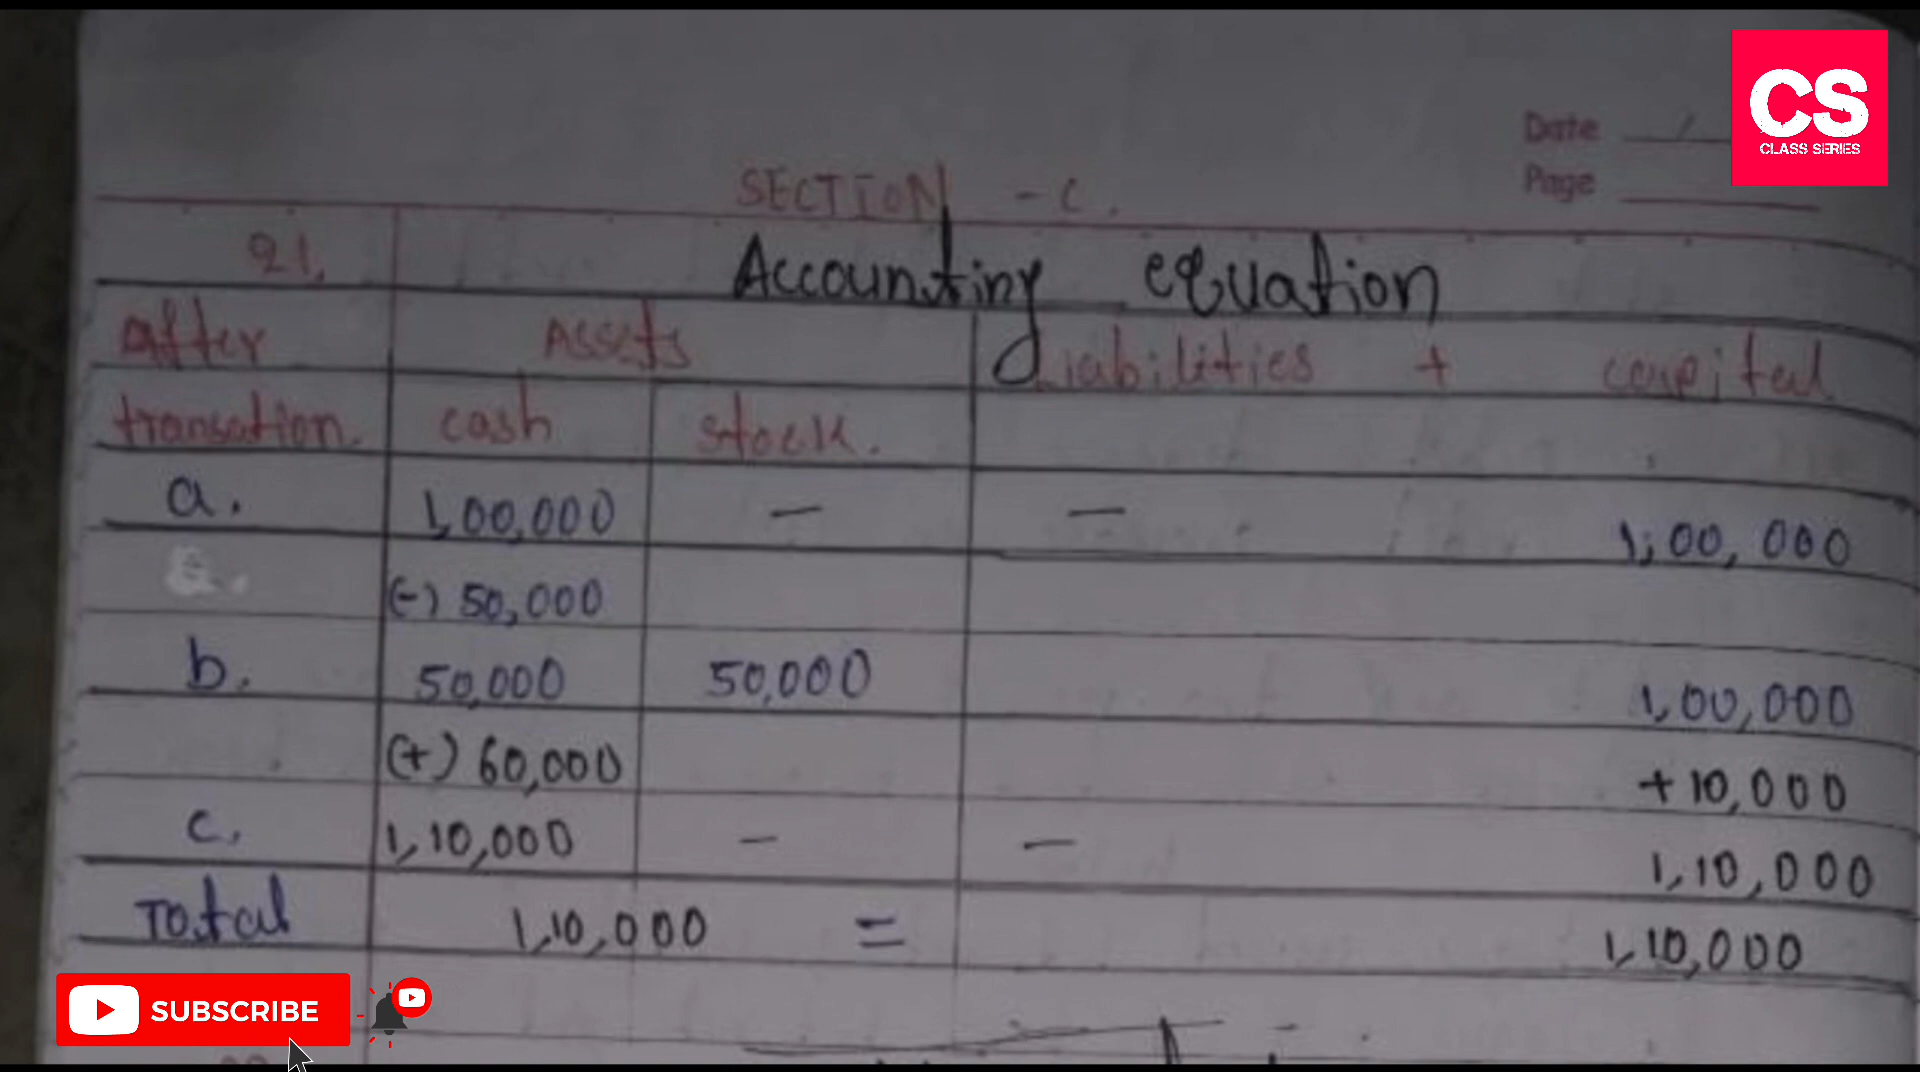 CS
CLASS SERIES
Date
Page
SECTION - C.
21. Accounting equation
after Assets Liabilities + capital
transation. cash stock.
a. 1,00,000 — — 1,00,000
(-) 50,000
b. 50,000 50,000 1,00,000
(+) 60,000 +10,000
c. 1,10,000 - — 1,10,000
Total 1,10,000 = 1,10,000
SUBSCRIBE